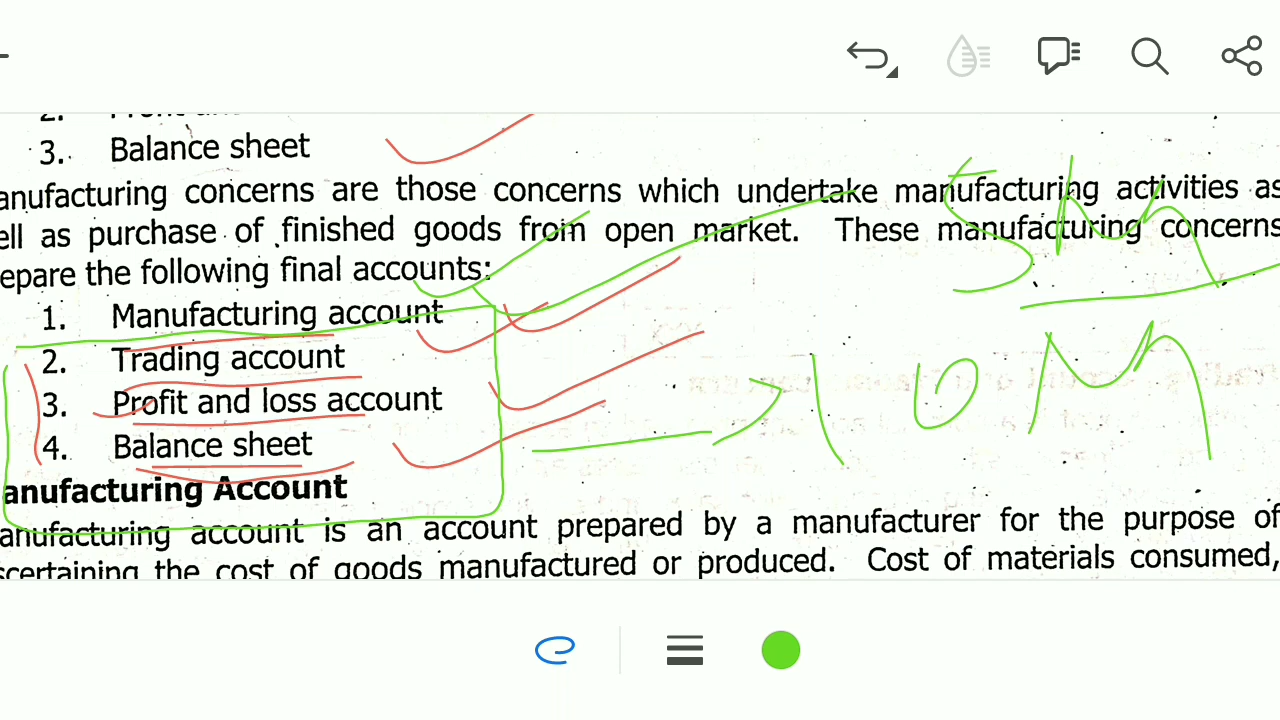 3. Balance sheet
anufacturing concerns are those concerns which undertake manufacturing activities as
ell as purchase of finished goods from open market. These manufacturing concerns
epare the following final accounts:
1. Manufacturing account
2. Trading account
3. Profit and loss account
4. Balance sheet
anufacturing Account
anufacturing account is an account prepared by a manufacturer for the purpose of
scertaining the cost of goods manufactured or produced. Cost of materials consumed,
10M